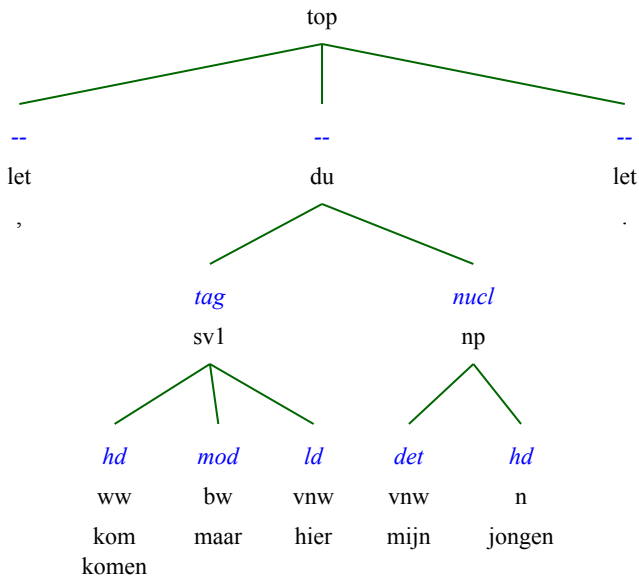 top
-- -- --
let du let
, .
tag nucl
sv1 np
hd mod ld det hd
ww bw vnw vnw n
kom maar hier mijn jongen
komen